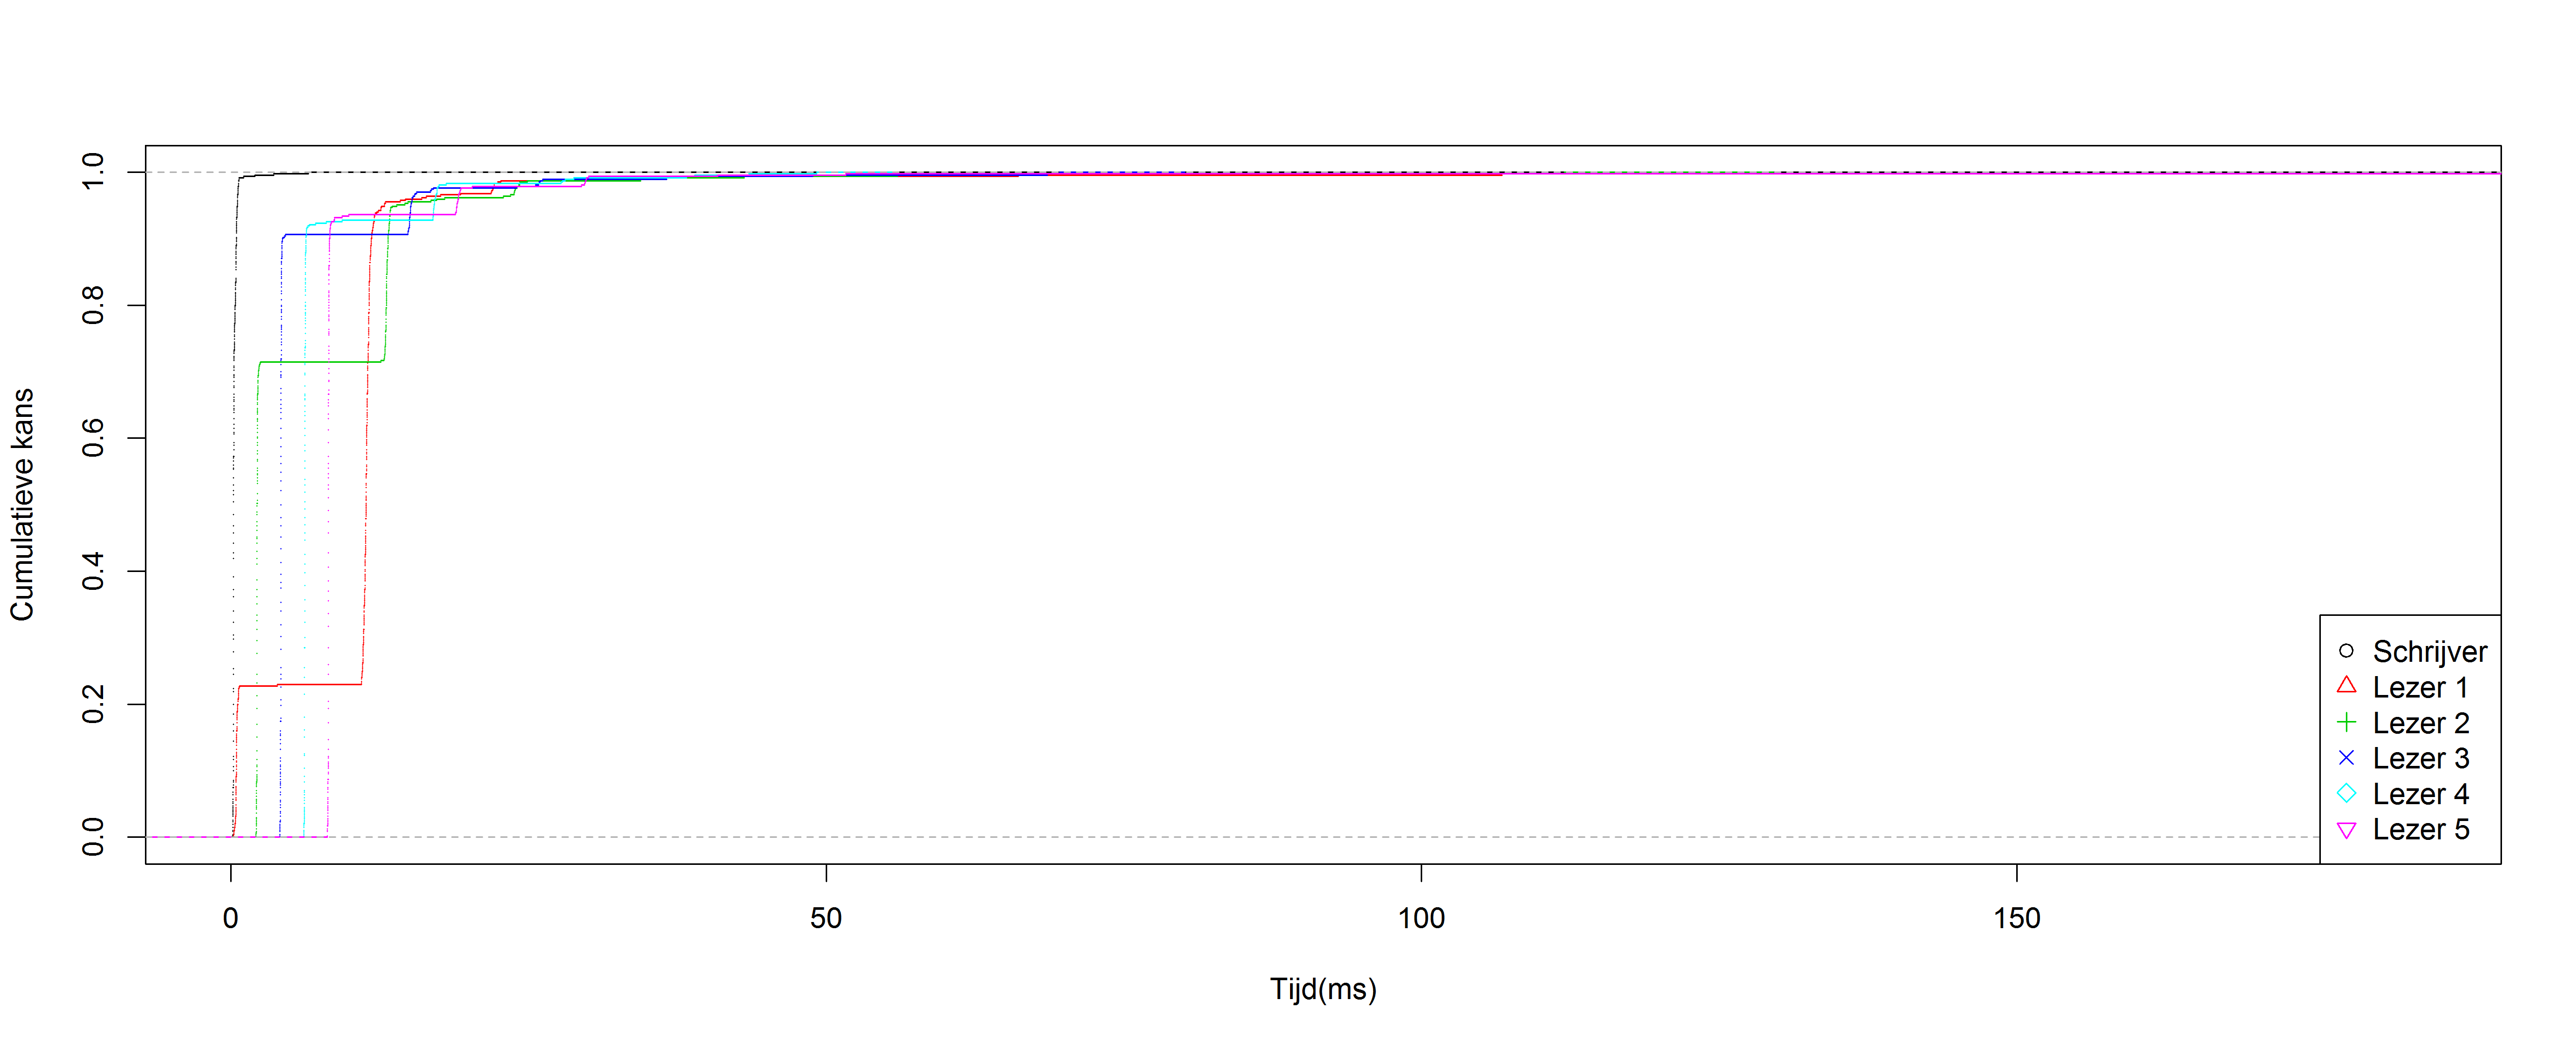 Cumulatieve kans
1.0
0.8
0.6
0.4
0.2
0.0
0 50 100 150
Tijd(ms)
Schrijver
Lezer 1
Lezer 2
Lezer 3
Lezer 4
Lezer 5